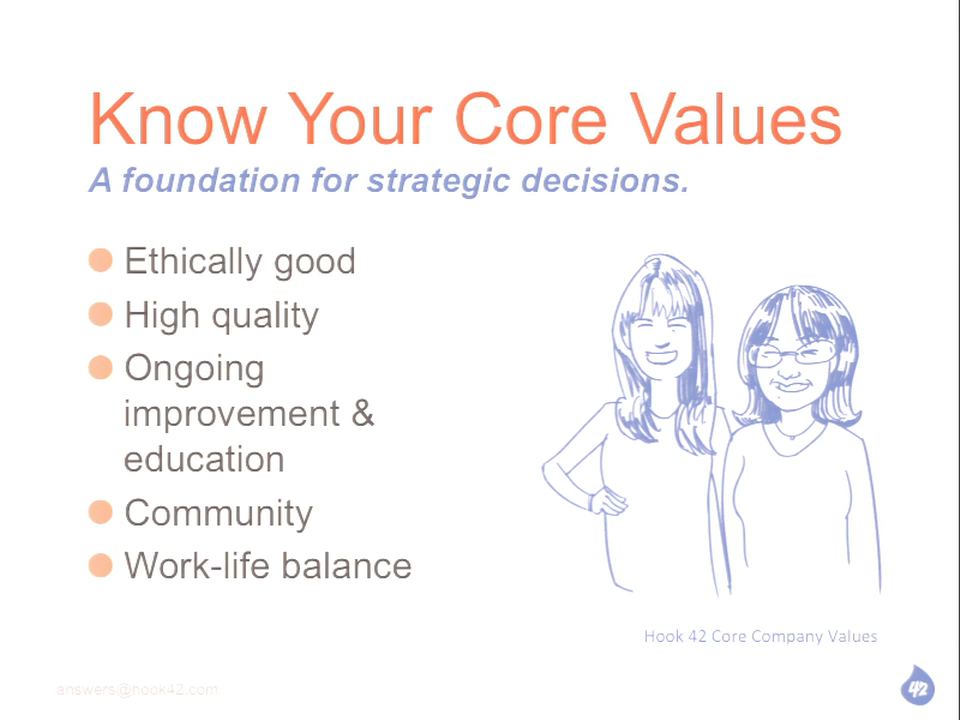 Know Your Core Values
A foundation for strategic decisions.
Ethically good
High quality
Ongoing
improvement &
education
Community
Work-life balance
Hook 42 Core Company Values
answers@hook42.com
42